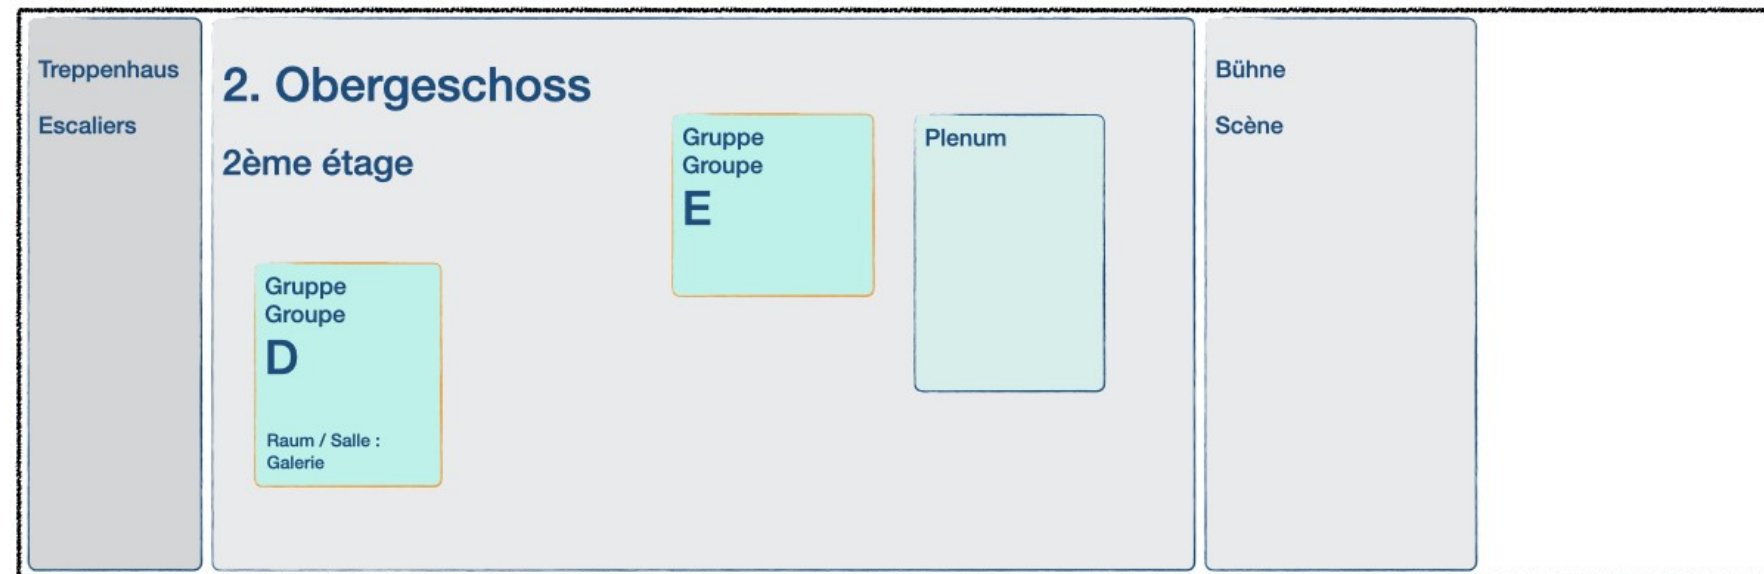 Treppenhaus
Escaliers
2. Obergeschoss
2ème étage
Gruppe
Groupe
D
Raum / Salle :
Galerie
Gruppe
Groupe
E
Plenum
Bühne
Scène